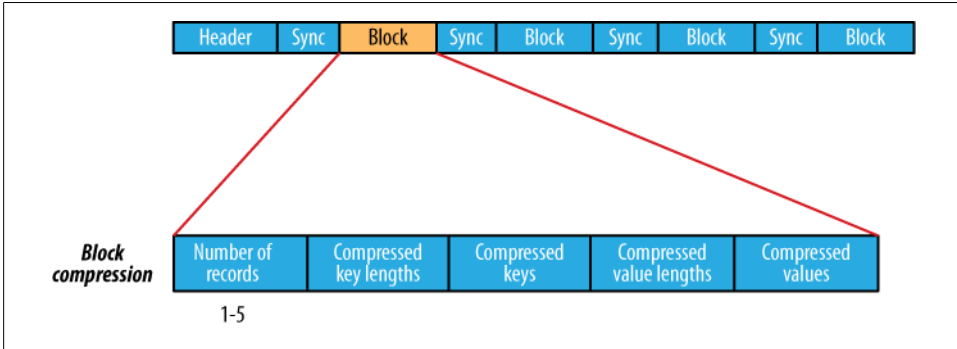 Header Sync Block Sync Block Sync Block Sync Block
Block
compression
Number of
records
Compressed
key lengths
Compressed
keys
Compressed
value lengths
Compressed
values
1-5